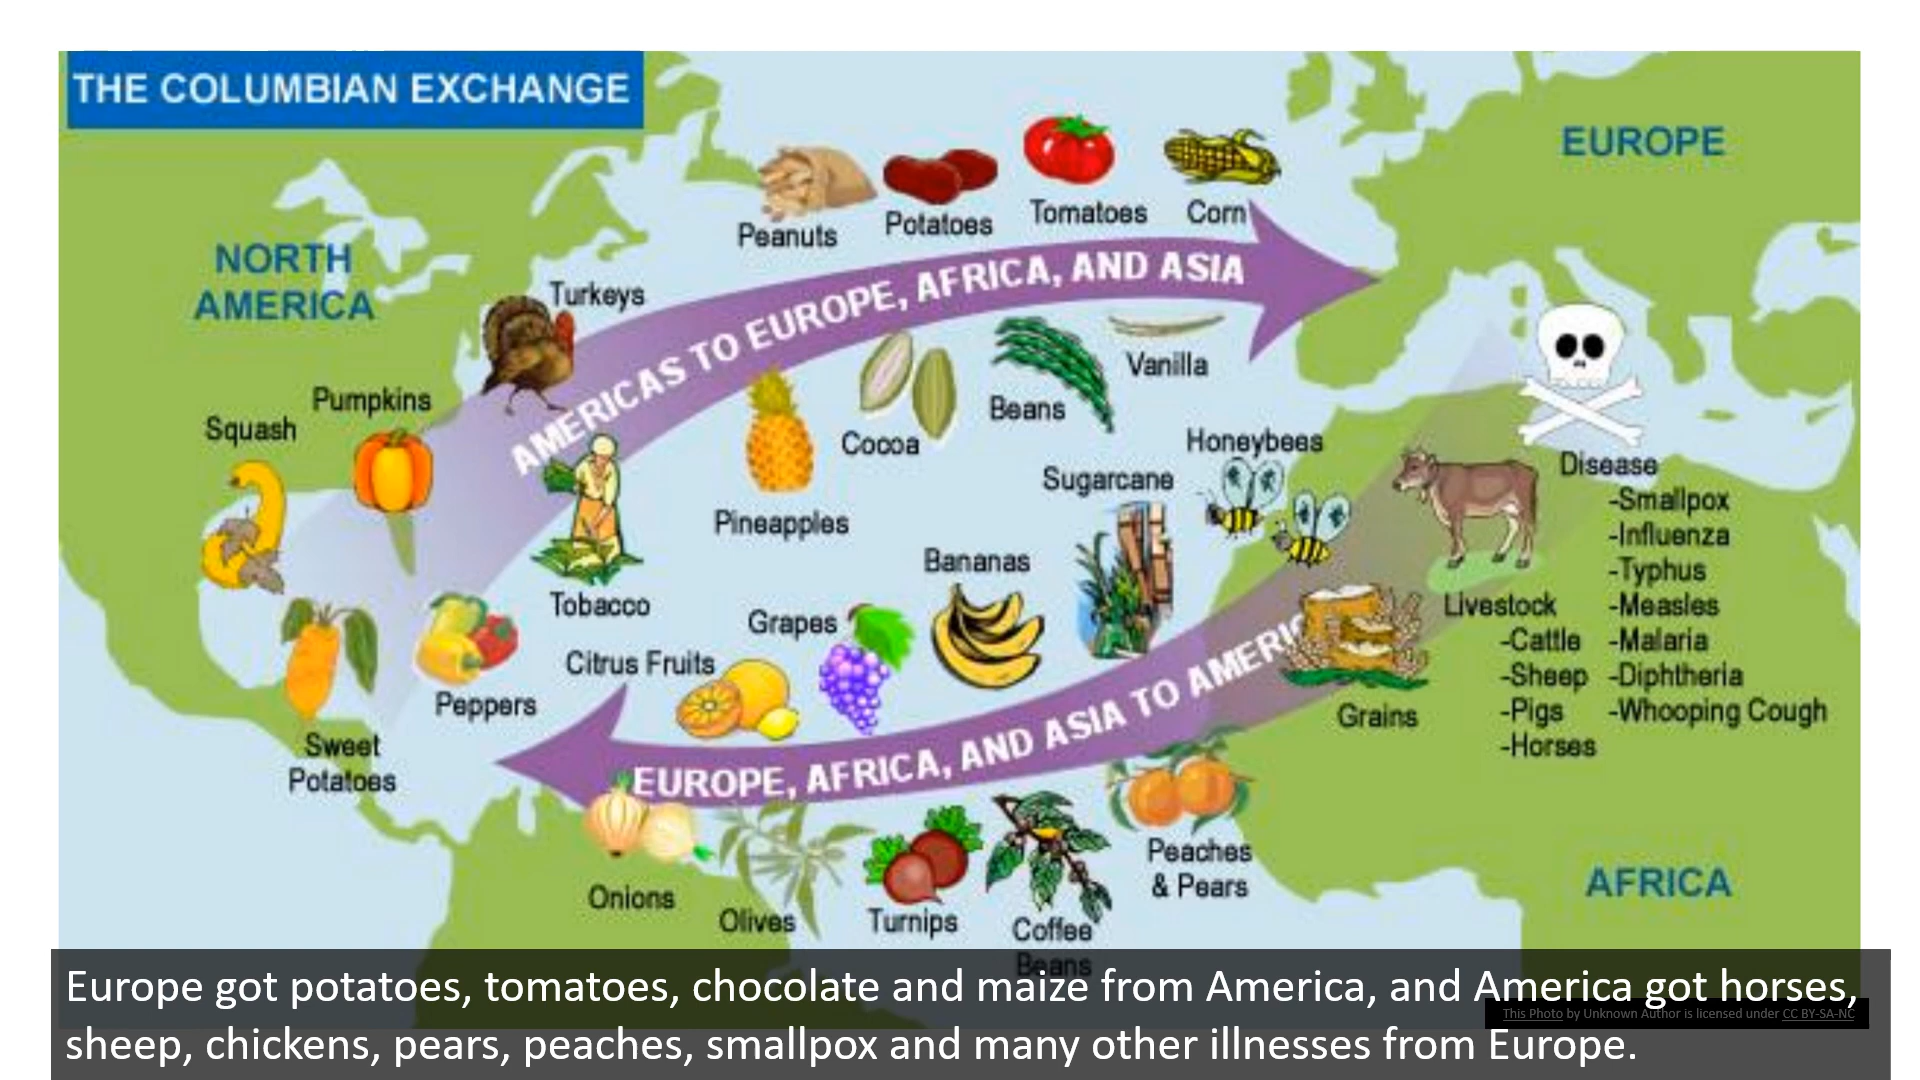 THE COLUMBIAN EXCHANGE
EUROPE
NORTH
AMERICA
Peanuts
Potatoes
Tomatoes
Corn
Turkeys
AMERICAS TO EUROPE, AFRICA, AND ASIA
Pumpkins
Squash
Pineapples
Cocoa
Beans
Vanilla
Honeybees
Sugarcane
Disease
-Smallpox
-Influenza
-Typhus
-Measles
-Malaria
-Diphtheria
-Whooping Cough
Livestock
-Cattle
-Sheep
-Pigs
-Horses
Grains
Bananas
Grapes
Citrus Fruits
Tobacco
Peppers
Sweet
Potatoes
EUROPE, AFRICA, AND ASIA TO AMERIC
Onions
Olives
Turnips
Coffee
Beans
Peaches
& Pears
AFRICA
Europe got potatoes, tomatoes, chocolate and maize from America, and America got horses,
sheep, chickens, pears, peaches, smallpox and many other illnesses from Europe.
This Photo by Unknown Author is licensed under CC BY-SA-NC